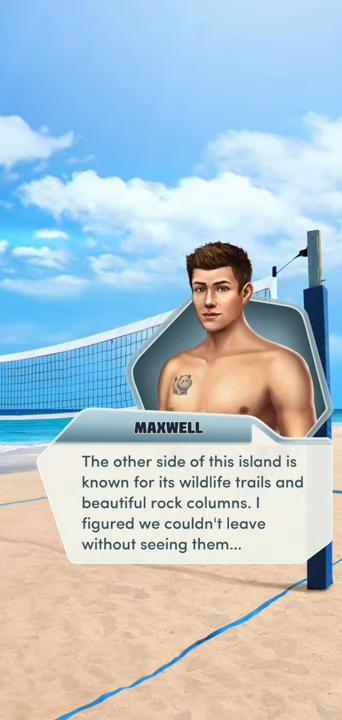 MAXWELL
The other side of this island is
known for its wildlife trails and
beautiful rock columns. I
figured we couldn't leave
without seeing them...